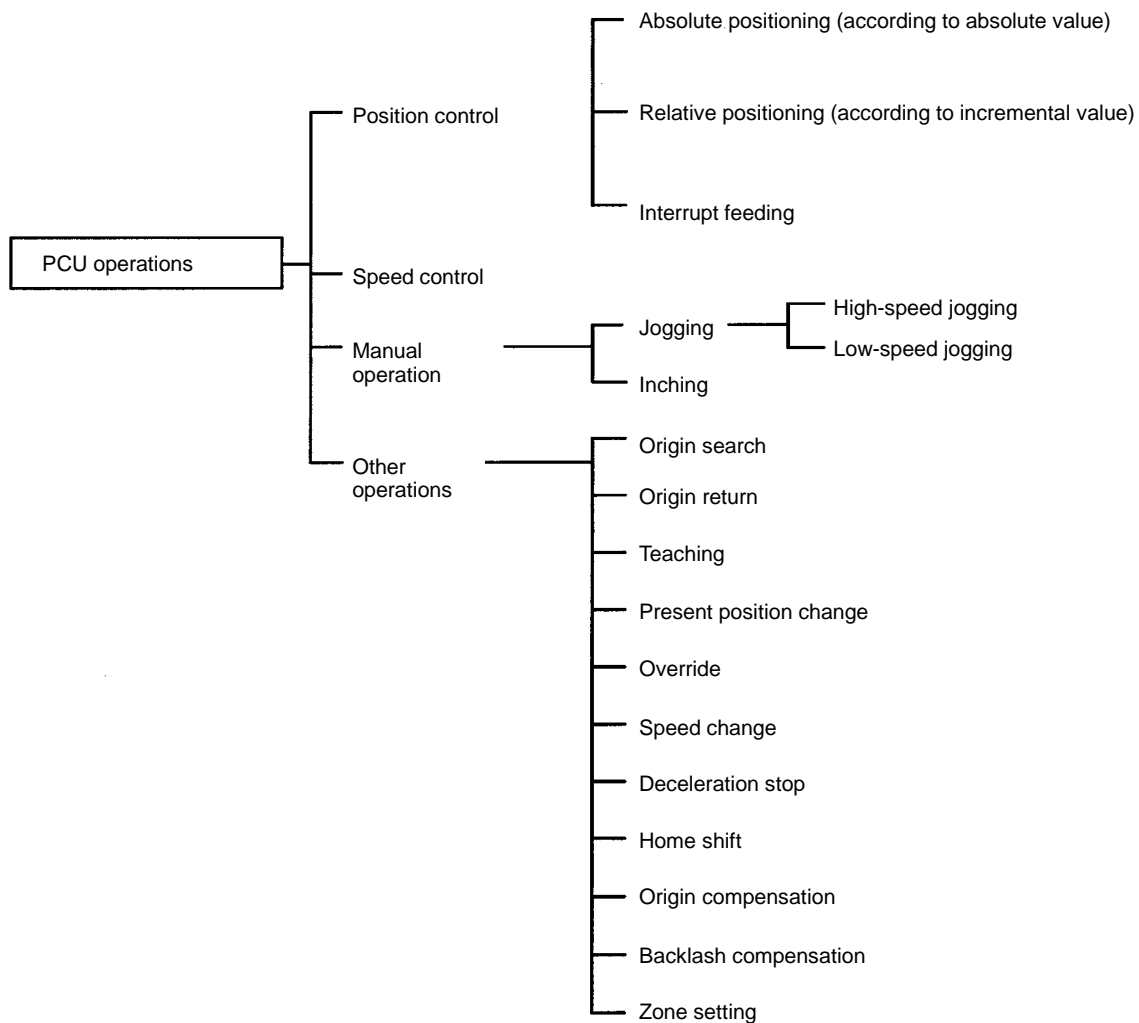 PCU operations
Position control
Absolute positioning (according to absolute value)
Relative positioning (according to incremental value)
Interrupt feeding
Speed control
Manual
operation
Jogging
High-speed jogging
Low-speed jogging
Inching
Other
operations
Origin search
Origin return
Teaching
Present position change
Override
Speed change
Deceleration stop
Home shift
Origin compensation
Backlash compensation
Zone setting